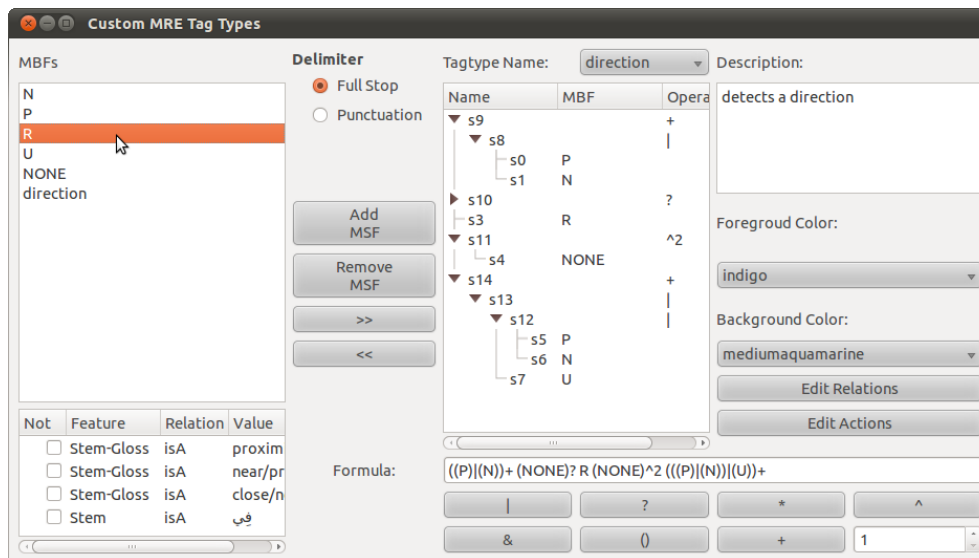 Custom MRE Tag Types
MBFs
N
P
R
U
NONE
direction
Delimiter
Full Stop
Punctuation
Add
MSF
Remove
MSF
>>
<<
Tagtype Name: direction
Name MBF Opera
s9 +
s8 |
s0 P
s1 N
s10 ?
s3 R
s11 ^2
s4 NONE
s14 +
s13 |
s12 |
s5 P
s6 N
s7 U
Description:
detects a direction
Foregroud Color:
indigo
Background Color:
mediumaquamarine
Edit Relations
Edit Actions
Not Feature Relation Value
Stem-Gloss isA proxim
Stem-Gloss isA near/pr
Stem-Gloss isA close/n
Stem isA فِي
Formula: ((P)|(N))+ (NONE)? R (NONE)^2 (((P)|(N))|(U))+
| ? * ^
& () + 1